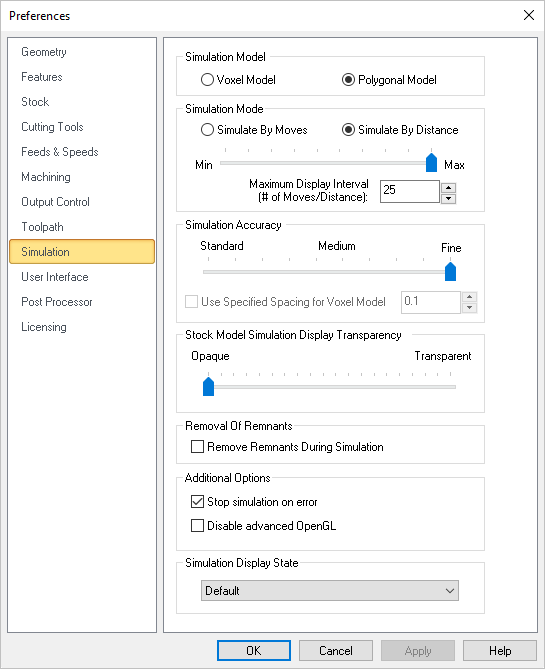 Preferences
Geometry
Features
Stock
Cutting Tools
Feeds & Speeds
Machining
Output Control
Toolpath
Simulation
User Interface
Post Processor
Licensing
Simulation Model
Voxel Model Polygonal Model
Simulation Mode
Simulate By Moves Simulate By Distance
Min Max
Maximum Display Interval
(# of Moves/Distance): 25
Simulation Accuracy
Standard Medium Fine
Use Specified Spacing for Voxel Model 0.1
Stock Model Simulation Display Transparency
Opaque Transparent
Removal Of Remnants
Remove Remnants During Simulation
Additional Options
Stop simulation on error
Disable advanced OpenGL
Simulation Display State
Default
OK Cancel Apply Help